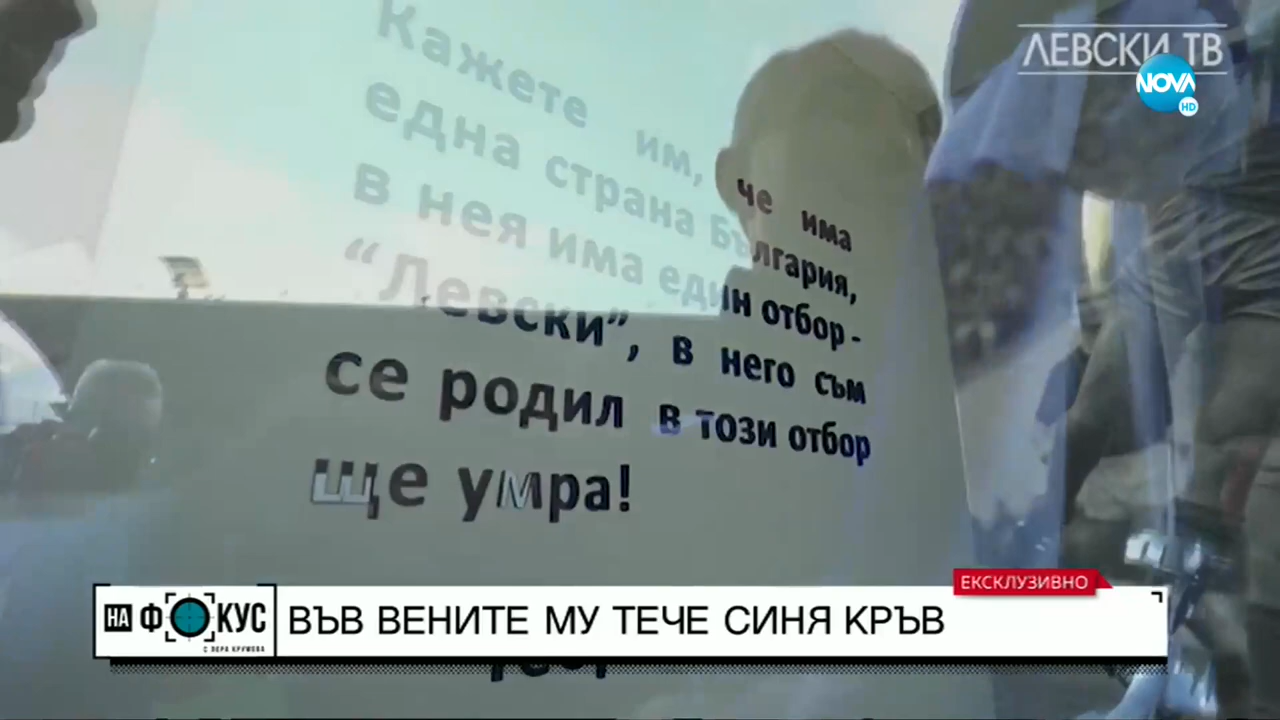 ЛЕВСКИ ТВ
NOVA
HD
Кажете им, че има
една страна България,
в нея има един отбор-
“Левски”, в него съм
се родил в този отбор
ще умра!
ЕКСКЛУЗИВНО
НА ФОКУС
С ЛОРА КРУМОВА
ВЪВ ВЕНИТЕ МУ ТЕЧЕ СИНЯ КРЪВ